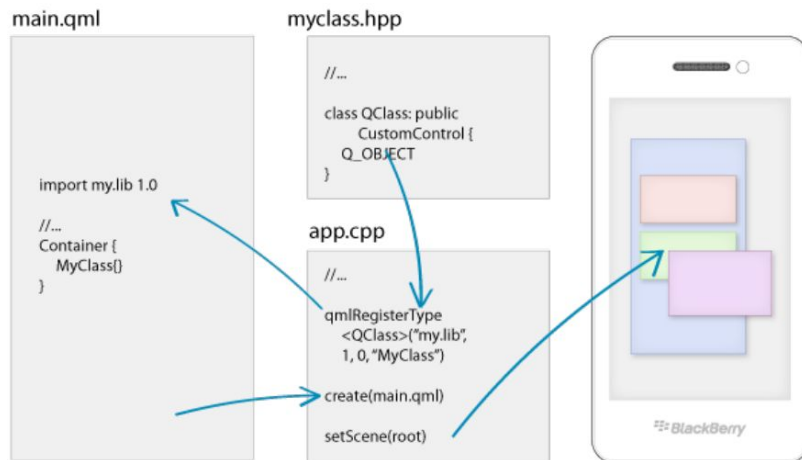 main.qml
import my.lib 1.0
//...
Container {
MyClass{}
}
myclass.hpp
//...
class QClass: public
CustomControl {
Q_OBJECT
}
app.cpp
//...
qmlRegisterType
<QClass>("my.lib",
1, 0, "MyClass")
create(main.qml)
setScene(root)
BlackBerry